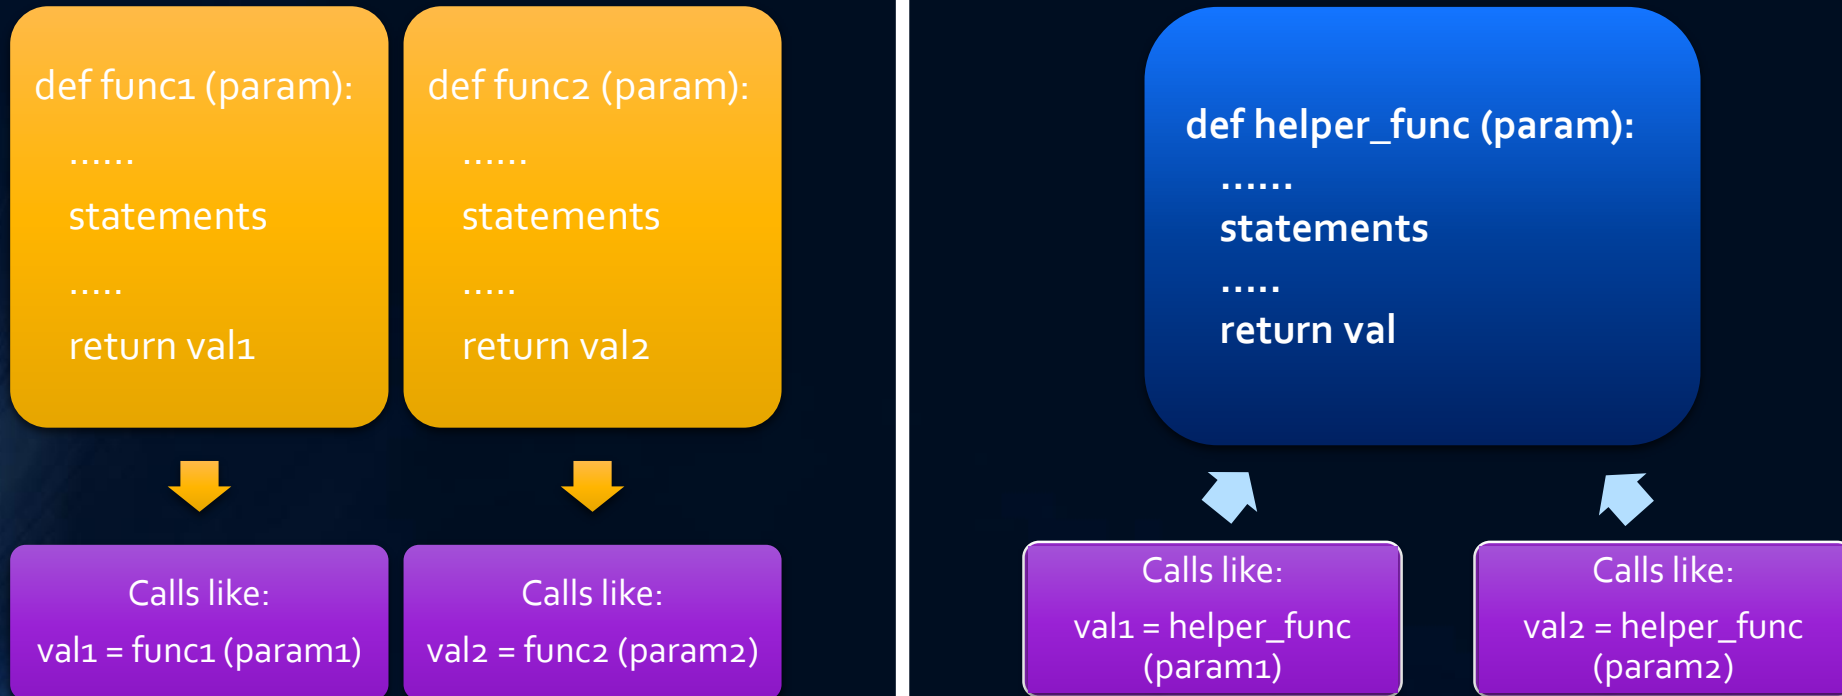 def func1 (param):
......
statements
.....
return val1
def func2 (param):
......
statements
.....
return val2
Calls like:
val1 = func1 (param1)
Calls like:
val2 = func2 (param2)
def helper_func (param):
......
statements
.....
return val
Calls like:
val1 = helper_func
(param1)
Calls like:
val2 = helper_func
(param2)